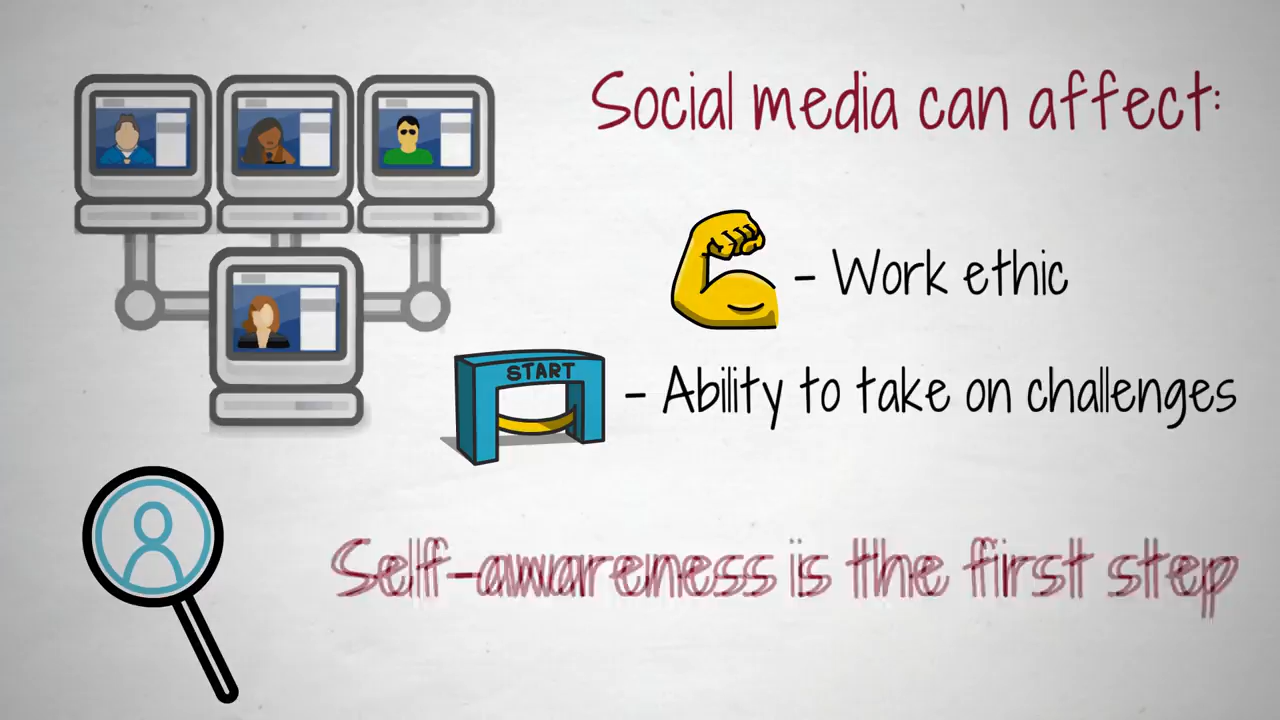 Social media can affect:
- Work ethic
START
- Ability to take on challenges
Self-awareness is the first step